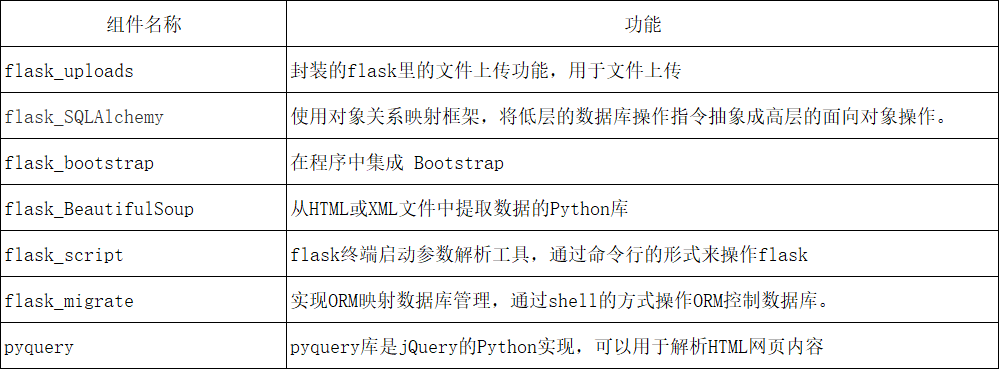 组件名称 功能
flask_uploads 封装的flask里的文件上传功能，用于文件上传
flask_SQLAlchemy 使用对象关系映射框架，将低层的数据库操作指令抽象成高层的面向对象操作。
flask_bootstrap 在程序中集成 Bootstrap
flask_BeautifulSoup 从HTML或XML文件中提取数据的Python库
flask_script flask终端启动参数解析工具，通过命令行的形式来操作flask
flask_migrate 实现ORM映射数据库管理，通过shell的方式操作ORM控制数据库。
pyquery pyquery库是jQuery的Python实现，可以用于解析HTML网页内容